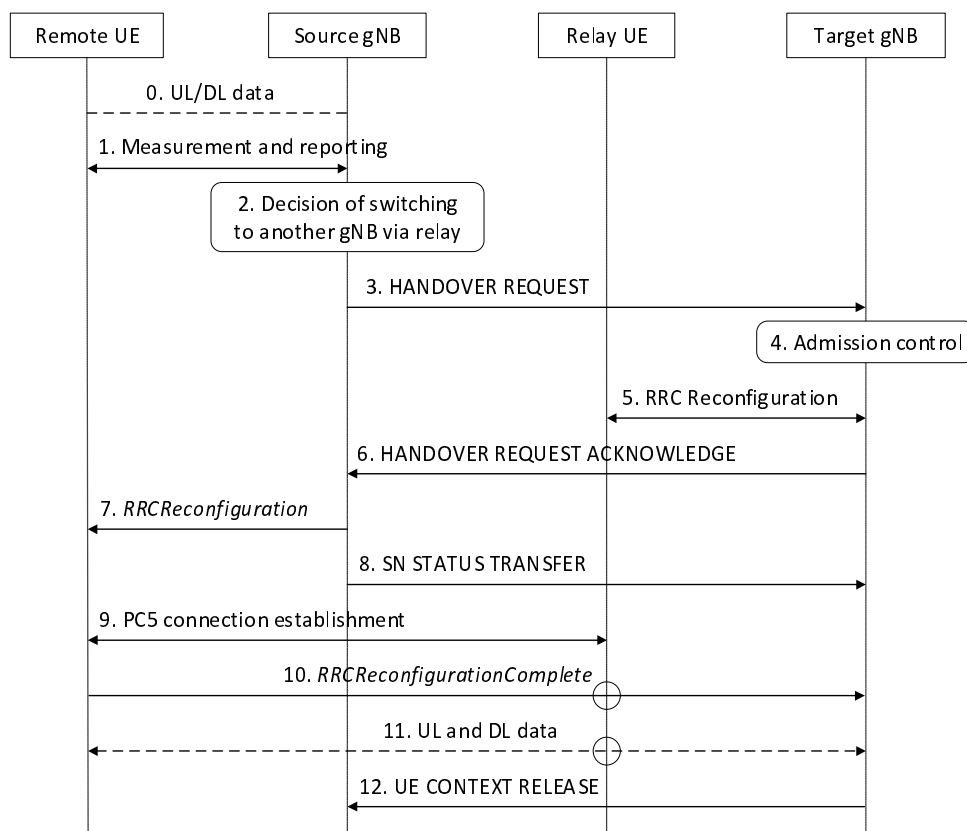 Remote UE
Source gNB
Relay UE
Target gNB
0. UL/DL data
1. Measurement and reporting
2. Decision of switching
to another gNB via relay
3. HANDOVER REQUEST
4. Admission control
5. RRC Reconfiguration
6. HANDOVER REQUEST ACKNOWLEDGE
7. RRCReconfiguration
8. SN STATUS TRANSFER
9. PC5 connection establishment
10. RRCReconfigurationComplete
11. UL and DL data
12. UE CONTEXT RELEASE